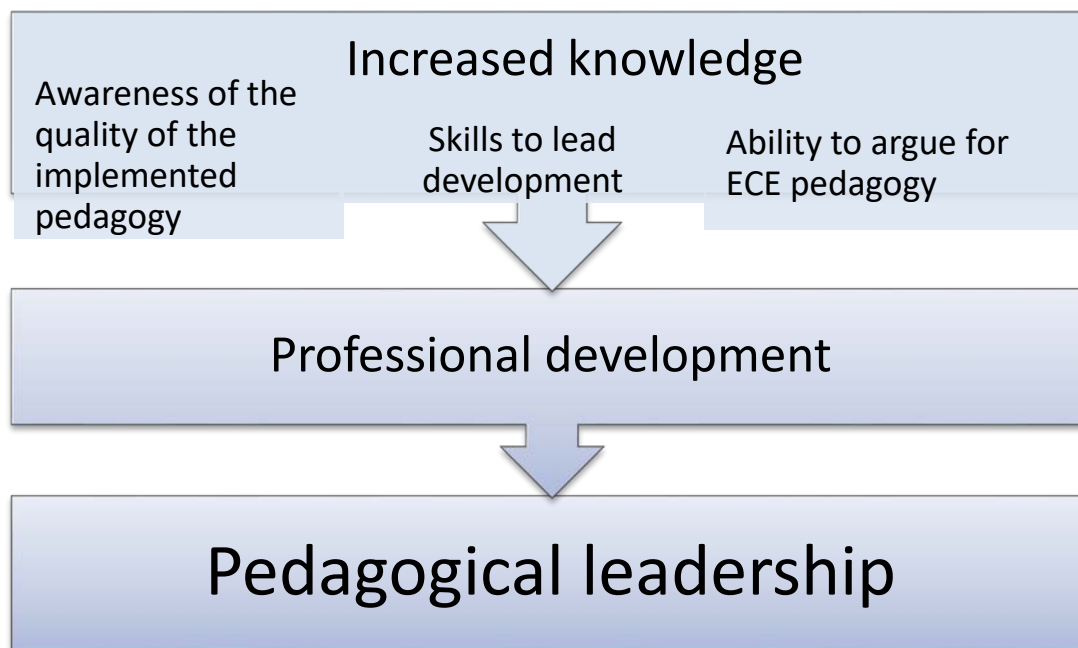 Increased knowledge
Awareness of the
quality of the
implemented
pedagogy
Skills to lead
development
Ability to argue for
ECE pedagogy
Professional development
Pedagogical leadership